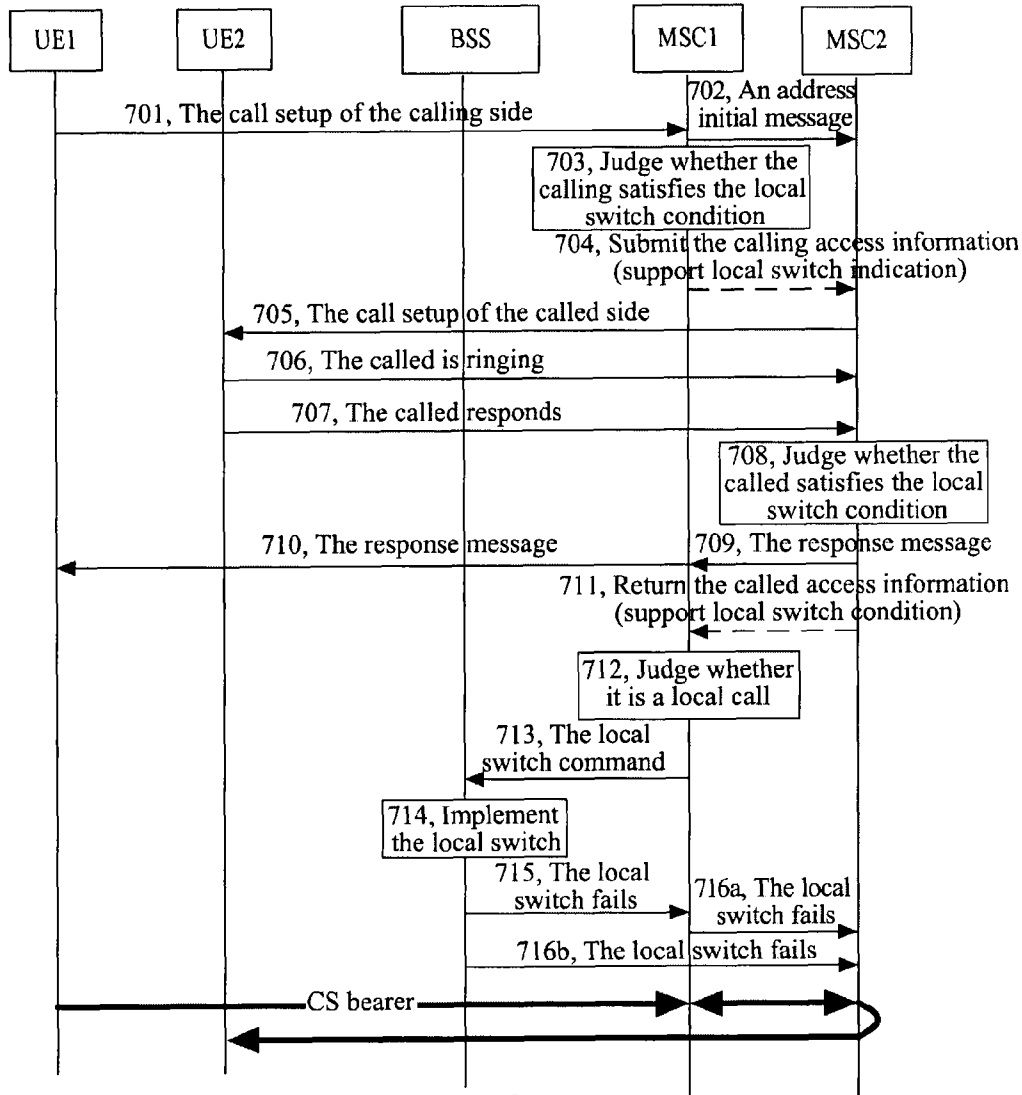 UE1
UE2
BSS
MSC1
MSC2
701, The call setup of the calling side
702, An address
initial message
703, Judge whether the
calling satisfies the local
switch condition
704, Submit the calling access information
(support local switch indication)
705, The call setup of the called side
706, The called is ringing
707, The called responds
708, Judge whether the
called satisfies the local
switch condition
710, The response message
709, The response message
711, Return the called access information
(support local switch condition)
712, Judge whether
it is a local call
713, The local
switch command
714, Implement
the local switch
715, The local
switch fails
716a, The local
switch fails
716b, The local switch fails
CS bearer